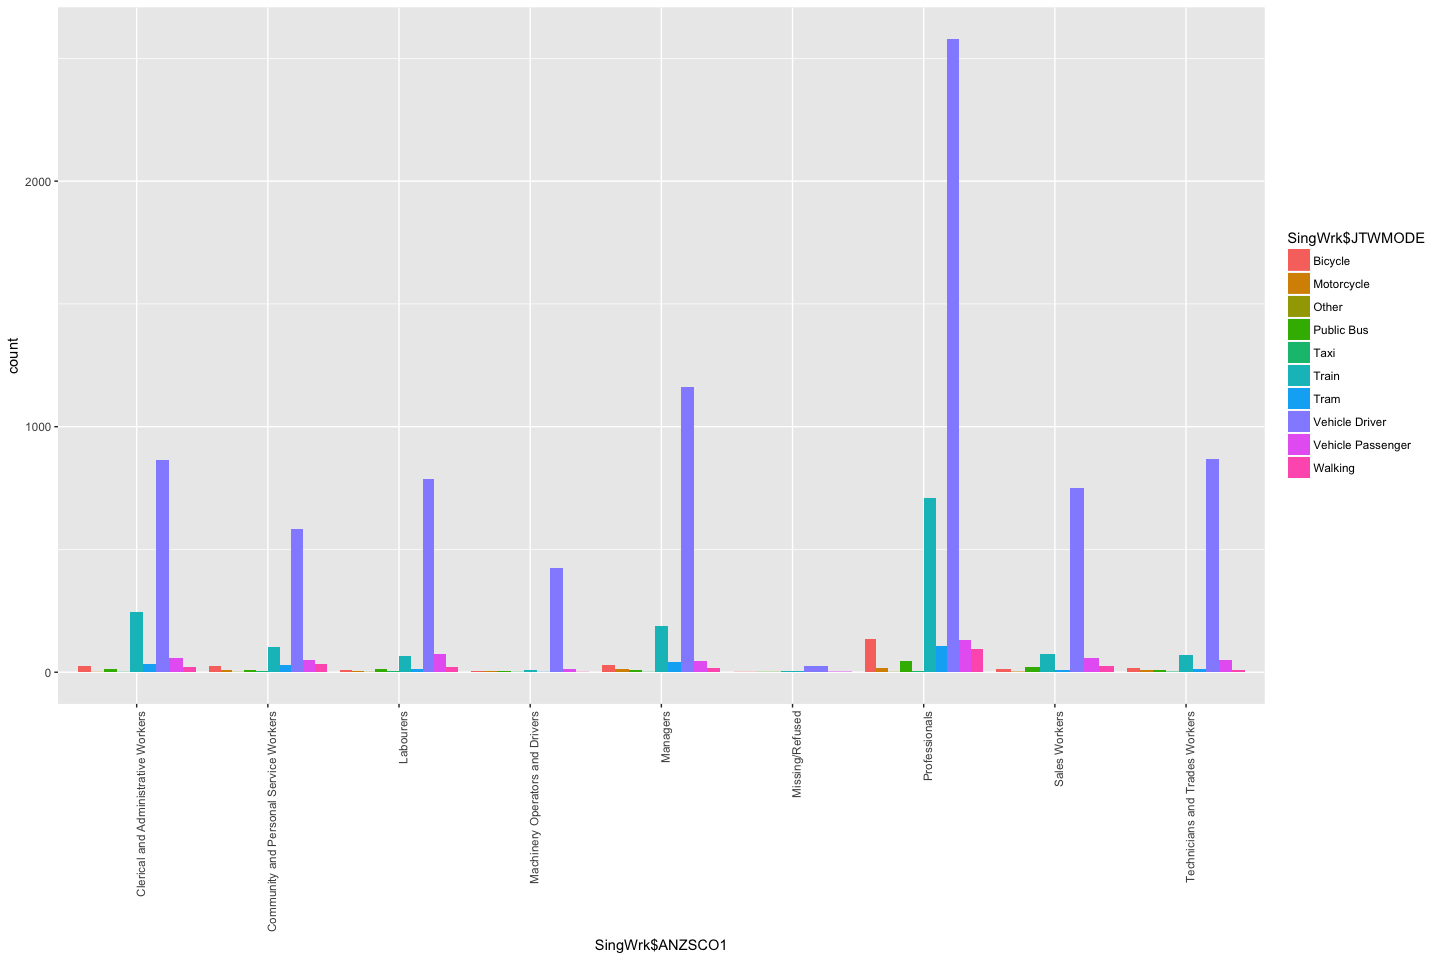 count
2000
1000
0
Clerical and Administrative Workers
Community and Personal Service Workers
Labourers
Machinery Operators and Drivers
Managers
Missing/Refused
Professionals
Sales Workers
Technicians and Trades Workers
SingWrk$ANZSCO1
SingWrk$JTWMODE
Bicycle
Motorcycle
Other
Public Bus
Taxi
Train
Tram
Vehicle Driver
Vehicle Passenger
Walking